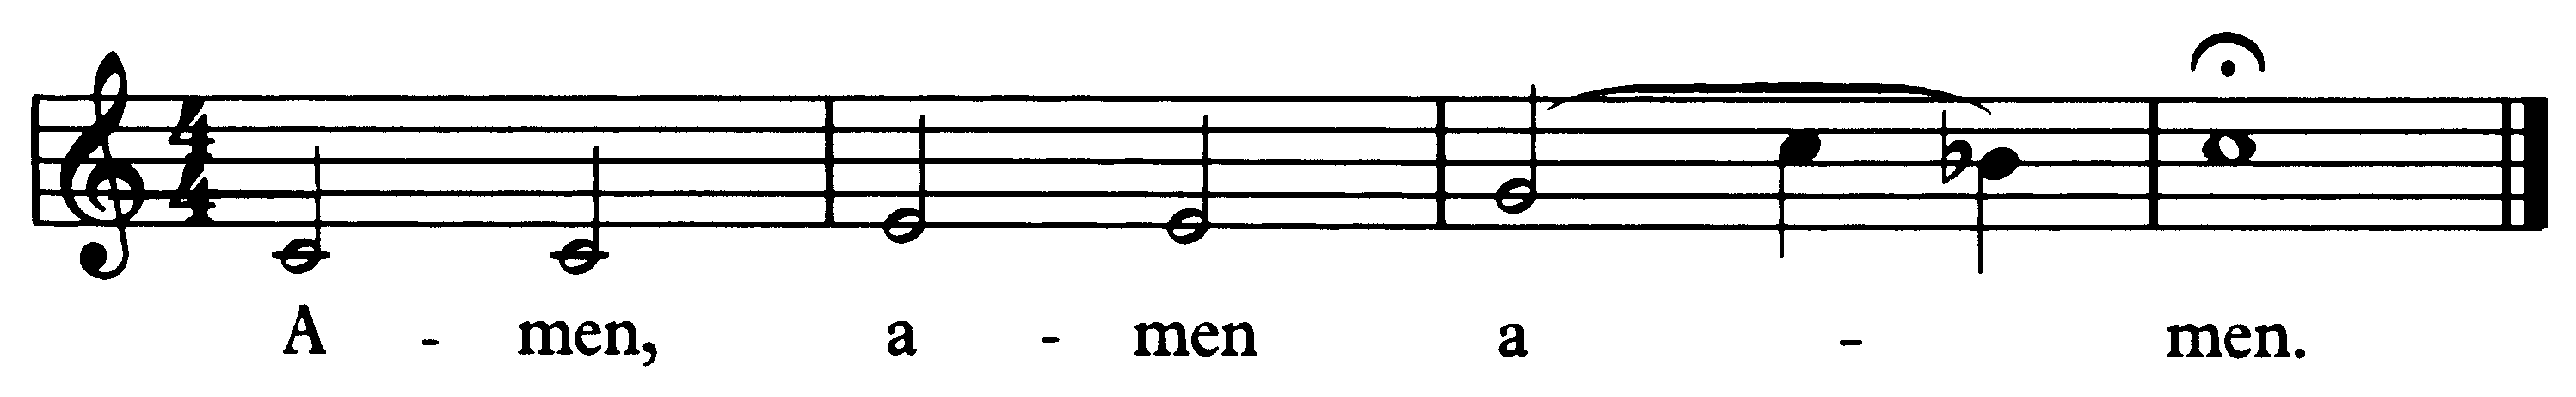 A - men, a - men a - men.